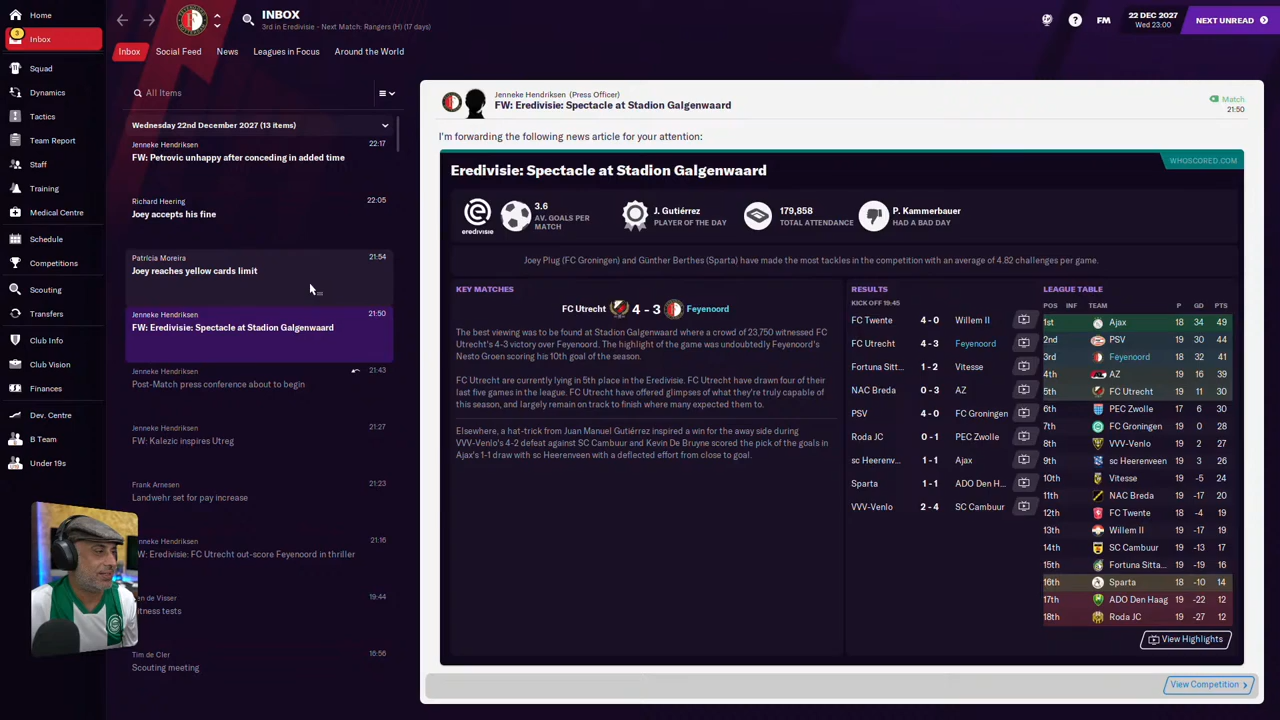 Home
3
Inbox
Squad
Dynamics
Tactics
Team Report
Staff
Training
Medical Centre
Schedule
Competitions
Scouting
Transfers
Club Info
Club Vision
Finances
Dev. Centre
B Team
Under 19s
INBOX
3rd in Eredivisie - Next Match: Rangers (H) (17 days)
FM
22 DEC 2027
Wed 23:00
NEXT UNREAD
Inbox
Social Feed
News
Leagues in Focus
Around the World
All Items
Wednesday 22nd December 2027 (13 items)
Jenneke Hendriksen 22:17
FW: Petrovic unhappy after conceding in added time
Richard Heering 22:05
Joey accepts his fine
Patrícia Moreira 21:54
Joey reaches yellow cards limit
Jenneke Hendriksen 21:50
FW: Eredivisie: Spectacle at Stadion Galgenwaard
Jenneke Hendriksen 21:43
Post-Match press conference about to begin
Jenneke Hendriksen 21:27
FW: Kalezic inspires Utreg
Frank Arnesen 21:23
Landwehr set for pay increase
nneke Hendriksen 21:16
W: Eredivisie: FC Utrecht out-score Feyenoord in thriller
en de Visser 19:44
itness tests
Tim de Cler 16:56
Scouting meeting
Jenneke Hendriksen (Press Officer)
FW: Eredivisie: Spectacle at Stadion Galgenwaard
Match
21:50
I'm forwarding the following news article for your attention:
Eredivisie: Spectacle at Stadion Galgenwaard
WHOSCORED.COM
eredivisie
3.6
AV. GOALS PER
MATCH
J. Gutiérrez
PLAYER OF THE DAY
179,858
TOTAL ATTENDANCE
P. Kammerbauer
HAD A BAD DAY
Joey Plug (FC Groningen) and Günther Berthes (Sparta) have made the most tackles in the competition with an average of 4.82 challenges per game.
KEY MATCHES
FC Utrecht 4 - 3 Feyenoord
The best viewing was to be found at Stadion Galgenwaard where a crowd of 23,750 witnessed FC
Utrecht's 4-3 victory over Feyenoord. The highlight of the game was undoubtedly Feyenoord's
Nesto Groen scoring his 10th goal of the season.
FC Utrecht are currently lying in 5th place in the Eredivisie. FC Utrecht have drawn four of their
last five games in the league. FC Utrecht have offered glimpses of what they're truly capable of
this season, and largely remain on track to finish where many expected them to.
Elsewhere, a hat-trick from Juan Manuel Gutiérrez inspired a win for the away side during
VVV-Venlo's 4-2 defeat against SC Cambuur and Kevin De Bruyne scored the pick of the goals in
Ajax's 1-1 draw with sc Heerenveen with a deflected effort from close to goal.
RESULTS
KICK OFF 19:45
FC Twente 4 - 0 Willem II
FC Utrecht 4 - 3 Feyenoord
Fortuna Sitt... 1 - 2 Vitesse
NAC Breda 0 - 3 AZ
PSV 4 - 0 FC Groningen
Roda JC 0 - 1 PEC Zwolle
sc Heerenv... 1 - 1 Ajax
Sparta 1 - 1 ADO Den H...
VVV-Venlo 2 - 4 SC Cambuur
LEAGUE TABLE
POS INF TEAM P GD PTS
1st Ajax 18 34 49
2nd PSV 19 30 44
3rd Feyenoord 18 32 41
4th AZ 19 16 39
5th FC Utrecht 19 11 30
6th PEC Zwolle 17 6 30
7th FC Groningen 19 0 28
8th VVV-Venlo 19 2 27
9th sc Heerenveen 19 3 26
10th Vitesse 19 -5 24
11th NAC Breda 19 -17 20
12th FC Twente 18 -4 19
13th Willem II 19 -17 19
14th SC Cambuur 19 -13 17
15th Fortuna Sitta... 19 -19 16
16th Sparta 18 -10 14
17th ADO Den Haag 19 -22 12
18th Roda JC 19 -27 12
View Highlights
View Competition